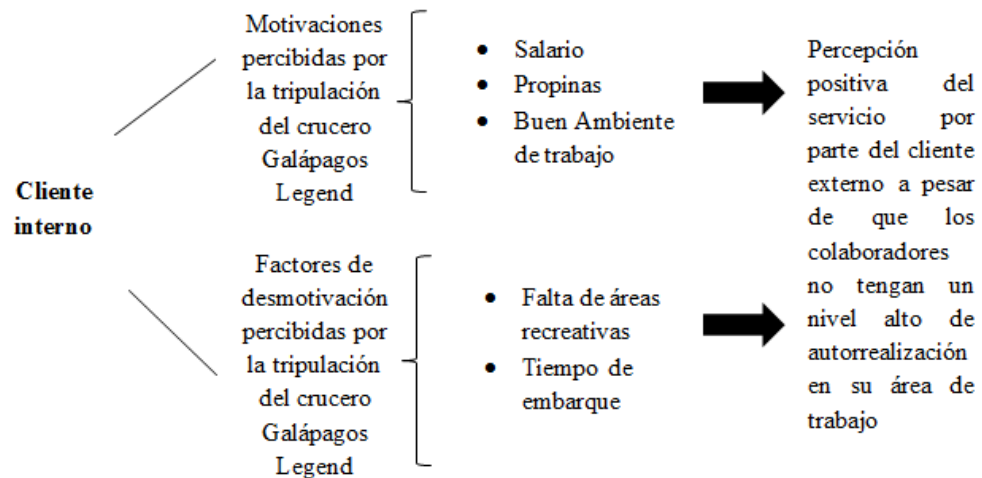 Cliente
interno
Motivaciones
percibidas por
la tripulación
del crucero
Galápagos
Legend
• Salario
• Propinas
• Buen Ambiente
de trabajo
Factores de
desmotivación
percibidas por
la tripulación
del crucero
Galápagos
Legend
• Falta de áreas
recreativas
• Tiempo de
embarque
Percepción
positiva del
servicio por
parte del cliente
externo a pesar
de que los
colaboradores
no tengan un
nivel alto de
autorrealización
en su área de
trabajo